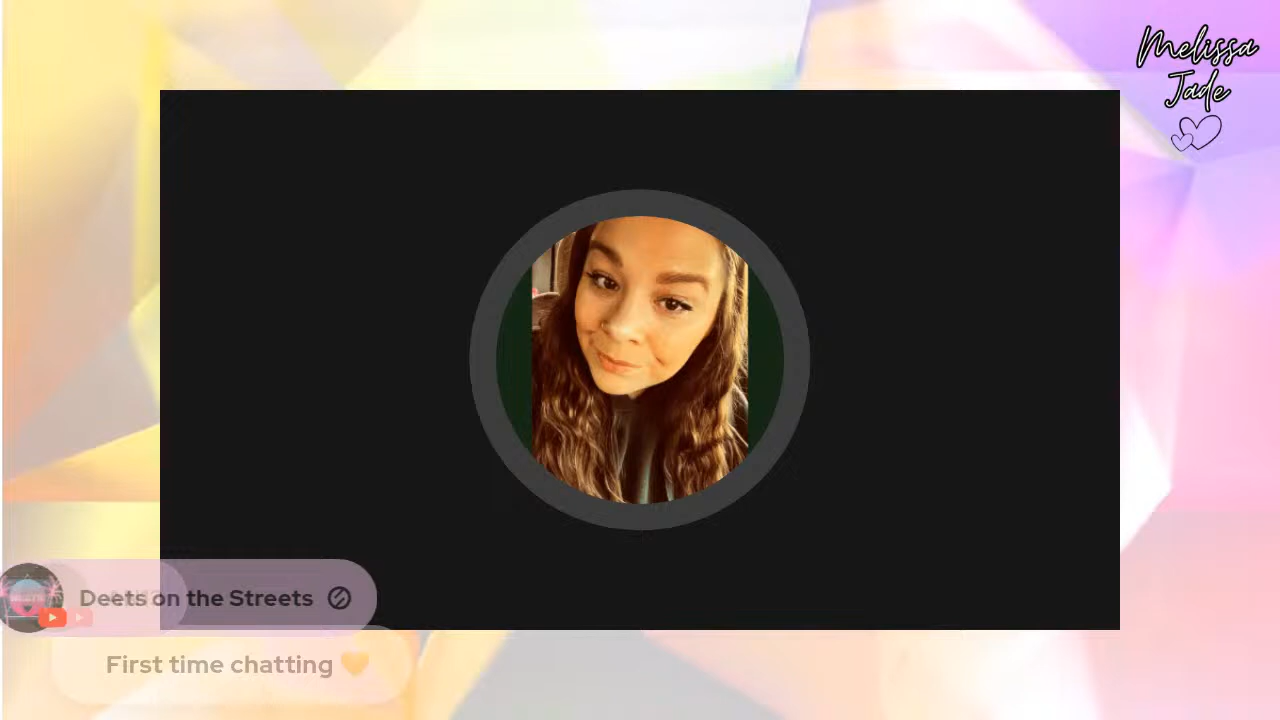 Melissa
Jade
Deets on the Streets
First time chatting 🧡